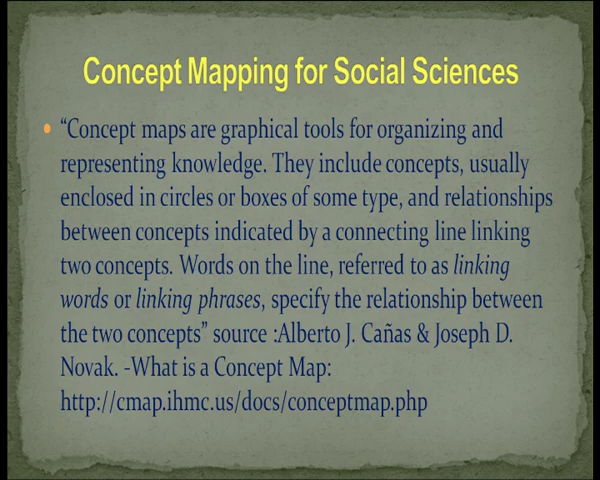 Concept Mapping for Social Sciences
• “Concept maps are graphical tools for organizing and
representing knowledge. They include concepts, usually
enclosed in circles or boxes of some type, and relationships
between concepts indicated by a connecting line linking
two concepts. Words on the line, referred to as linking
words or linking phrases, specify the relationship between
the two concepts” source :Alberto J. Cañas & Joseph D.
Novak. -What is a Concept Map:
http://cmap.ihmc.us/docs/conceptmap.php